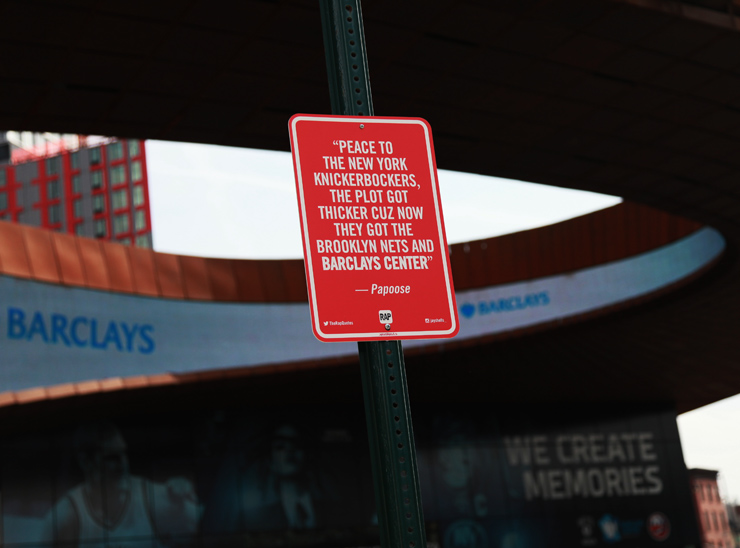 “PEACE TO
THE NEW YORK
KNICKERBOCKERS,
THE PLOT GOT
THICKER CUZ NOW
THEY GOT THE
BROOKLYN NETS AND
BARCLAYS CENTER”
— Papoose
TheRapQuotes
RAP
BARCLAYS
BARCLAYS
WE CREATE
MEMORIES